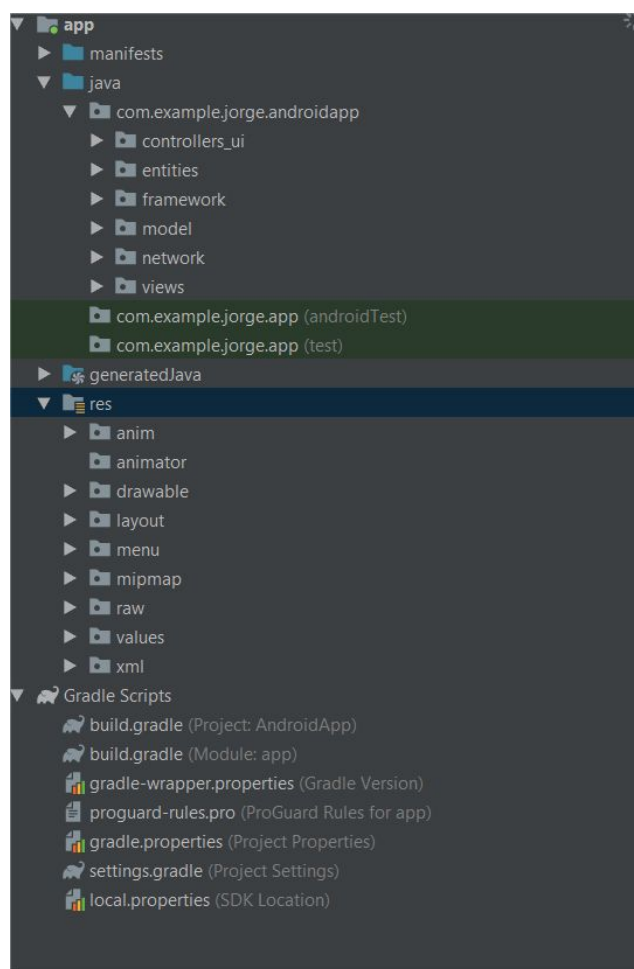 app
manifests
java
com.example.jorge.androidapp
controllers_ui
entities
framework
model
network
views
com.example.jorge.app (androidTest)
com.example.jorge.app (test)
generatedJava
res
anim
animator
drawable
layout
menu
mipmap
raw
values
xml
Gradle Scripts
build.gradle (Project: AndroidApp)
build.gradle (Module: app)
gradle-wrapper.properties (Gradle Version)
proguard-rules.pro (ProGuard Rules for app)
gradle.properties (Project Properties)
settings.gradle (Project Settings)
local.properties (SDK Location)